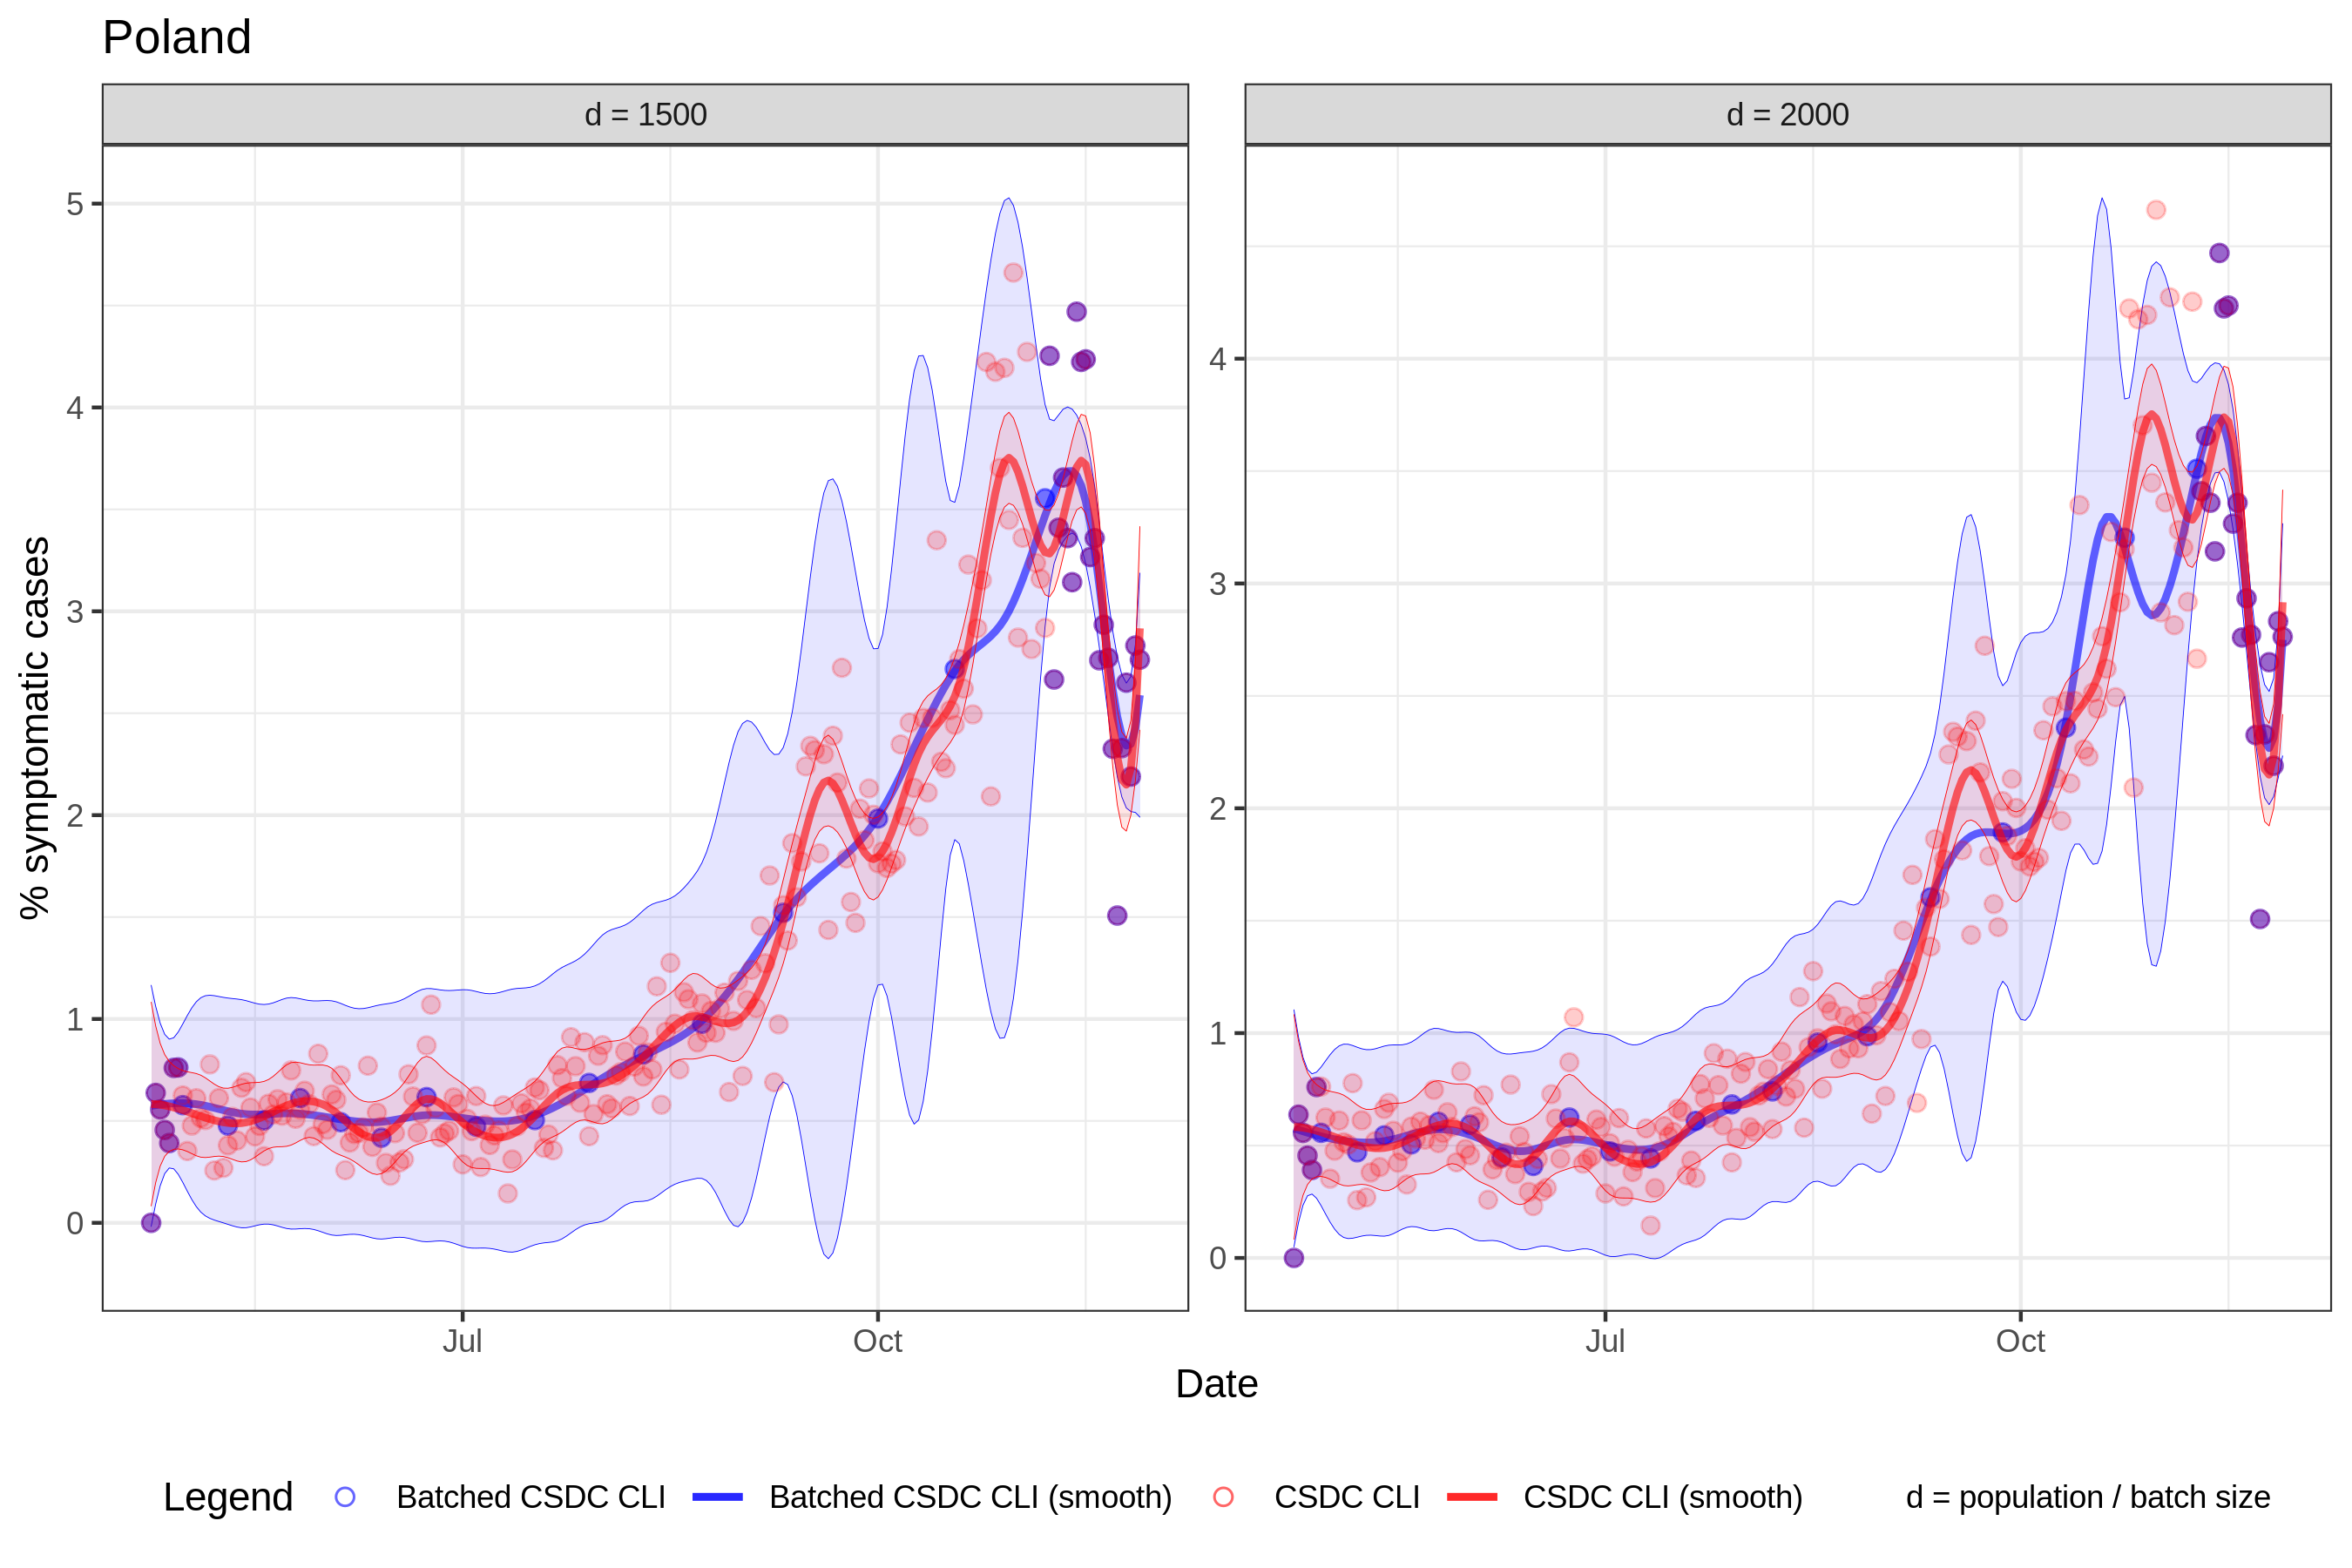 Poland
d = 1500
d = 2000
% symptomatic cases
5
4
3
2
1
0
4
3
2
1
0
Jul
Oct
Jul
Oct
Date
Legend
Batched CSDC CLI
Batched CSDC CLI (smooth)
CSDC CLI
CSDC CLI (smooth)
d = population / batch size